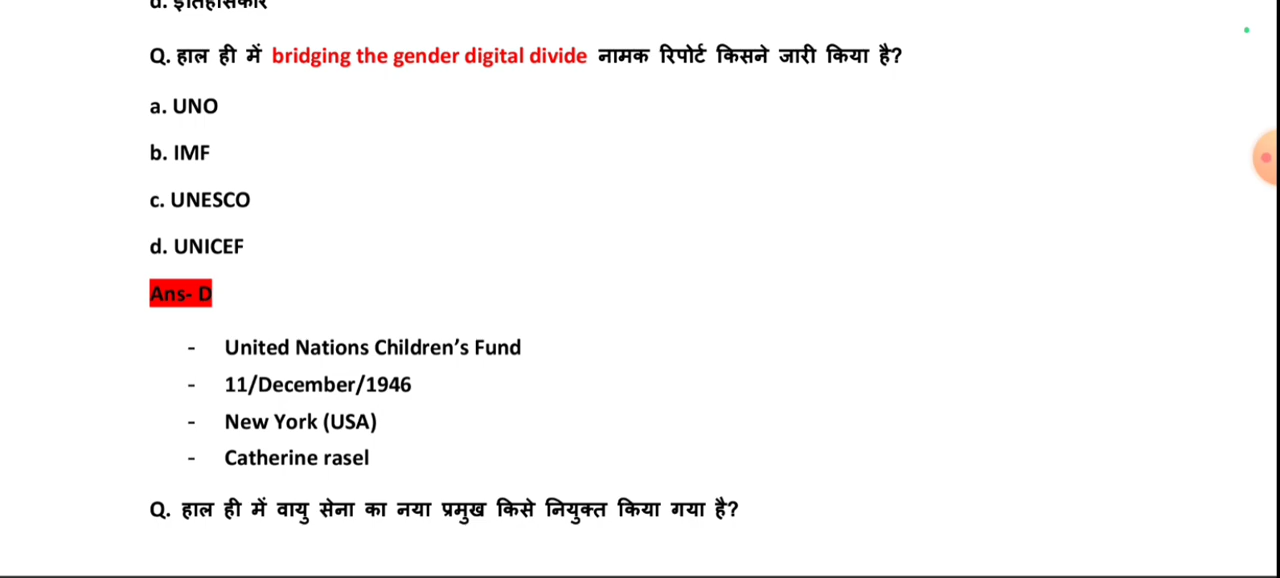 d. इतिहासकार
Q. हाल ही में bridging the gender digital divide नामक रिपोर्ट किसने जारी किया है?
a. UNO
b. IMF
c. UNESCO
d. UNICEF
Ans- D
- United Nations Children’s Fund
- 11/December/1946
- New York (USA)
- Catherine rasel
Q. हाल ही में वायु सेना का नया प्रमुख किसे नियुक्त किया गया है?